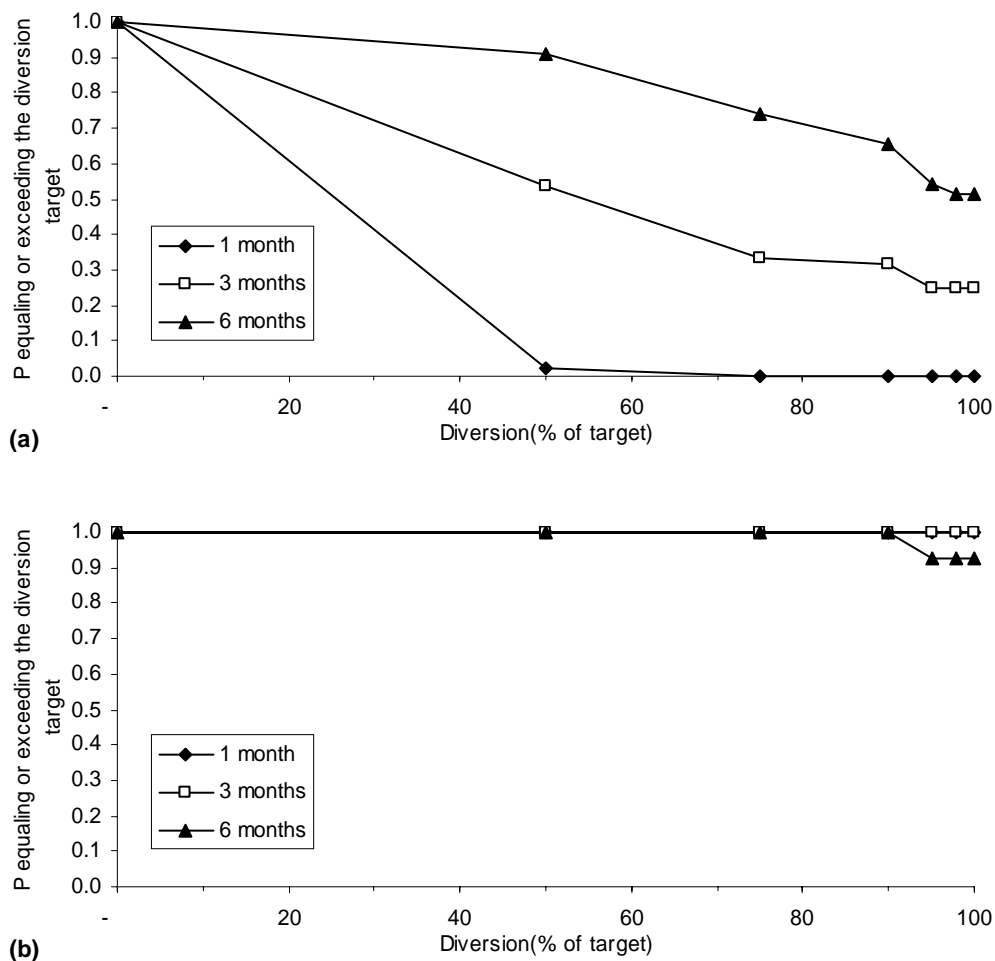 1.0
0.9
0.8
0.7
0.6
0.5
0.4
0.3
0.2
0.1
0.0
P equaling or exceeding the diversion
target
1 month
3 months
6 months
- 20 40 60 80 100
Diversion(% of target)
(a)
1.0
0.9
0.8
0.7
0.6
0.5
0.4
0.3
0.2
0.1
0.0
P equaling or exceeding the diversion
target
1 month
3 months
6 months
- 20 40 60 80 100
Diversion(% of target)
(b)